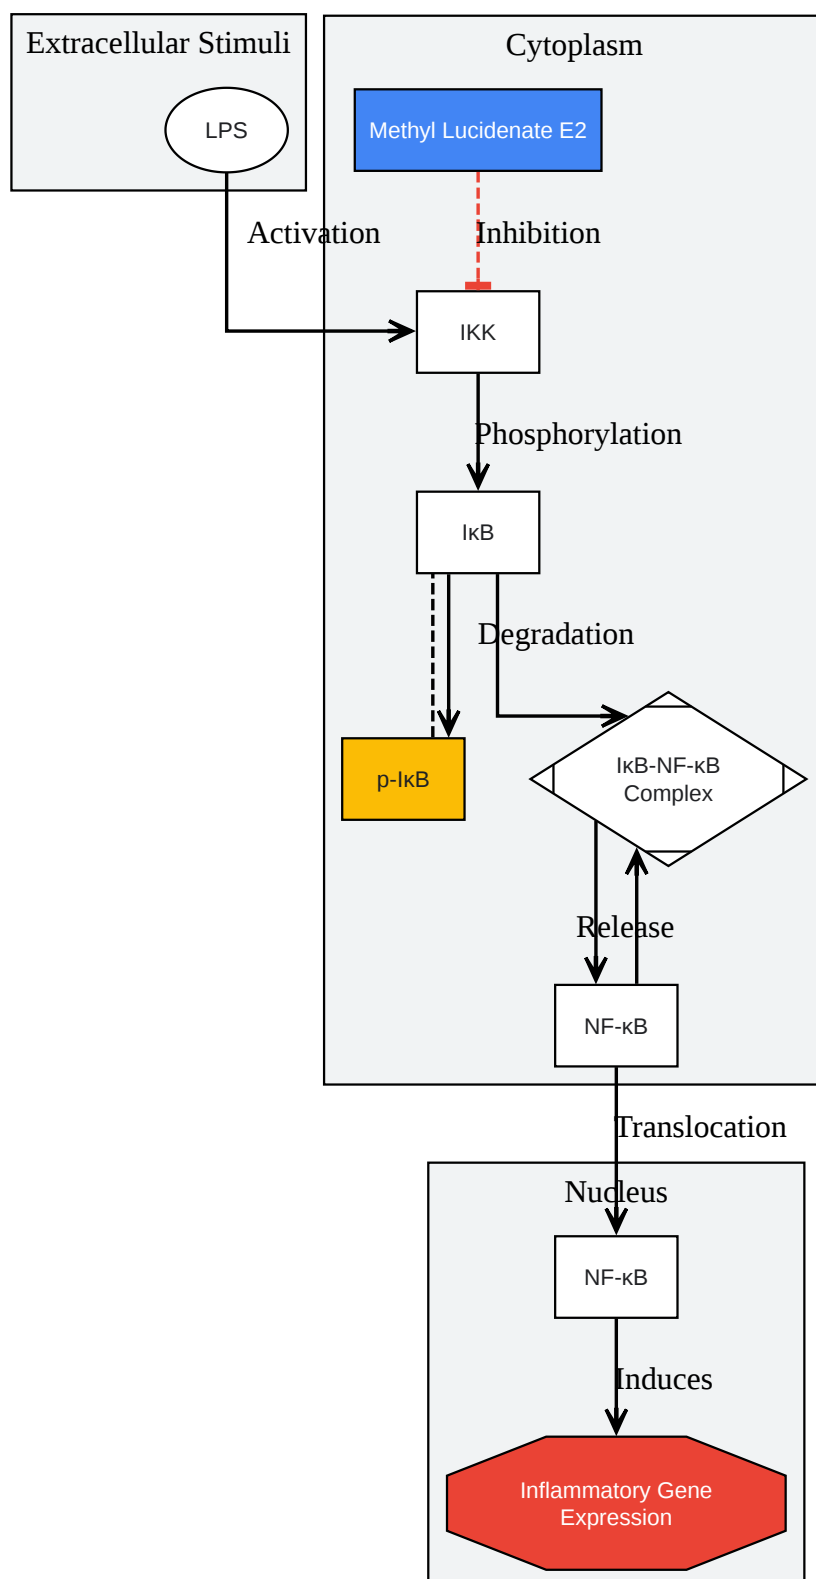 Extracellular Stimuli
Cytoplasm
LPS
Methyl Lucidenate E2
Activation
Inhibition
IKK
Phosphorylation
IκB
Degradation
p-IκB
IκB-NF-κB
Complex
Release
NF-κB
Translocation
Nucleus
NF-κB
Induces
Inflammatory Gene
Expression